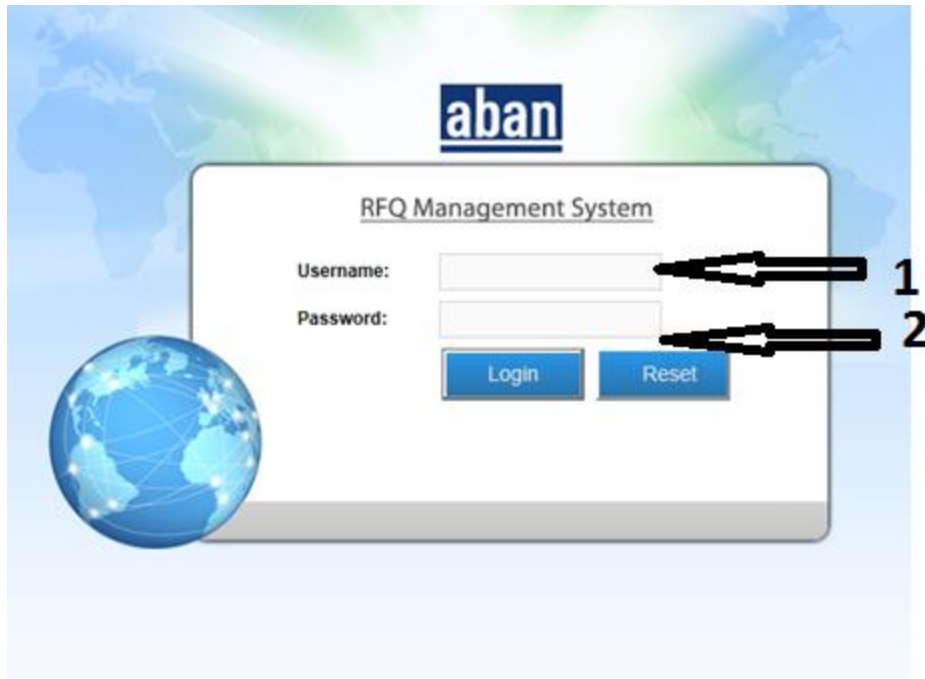 aban
RFQ Management System
Username:
1
Password:
2
Login Reset